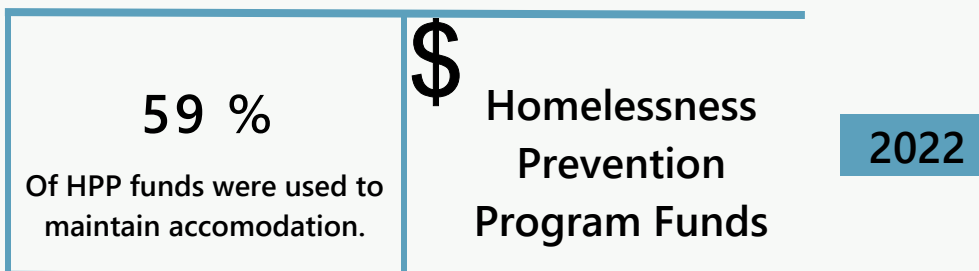 59 %
Of HPP funds were used to
maintain accomodation.
$
Homelessness
Prevention
Program Funds
2022